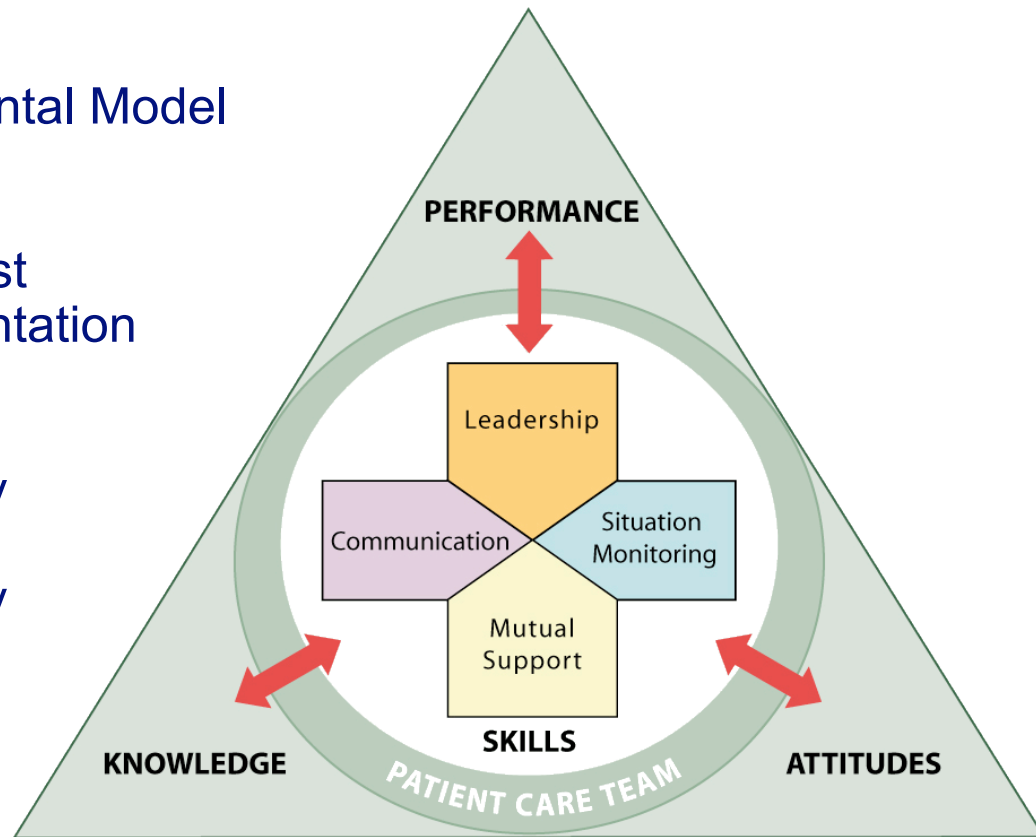 ntal Model
st
ntation
y
y
PERFORMANCE
Leadership
Communication
Situation
Monitoring
Mutual
Support
SKILLS
KNOWLEDGE
ATTITUDES
PATIENT CARE TEAM